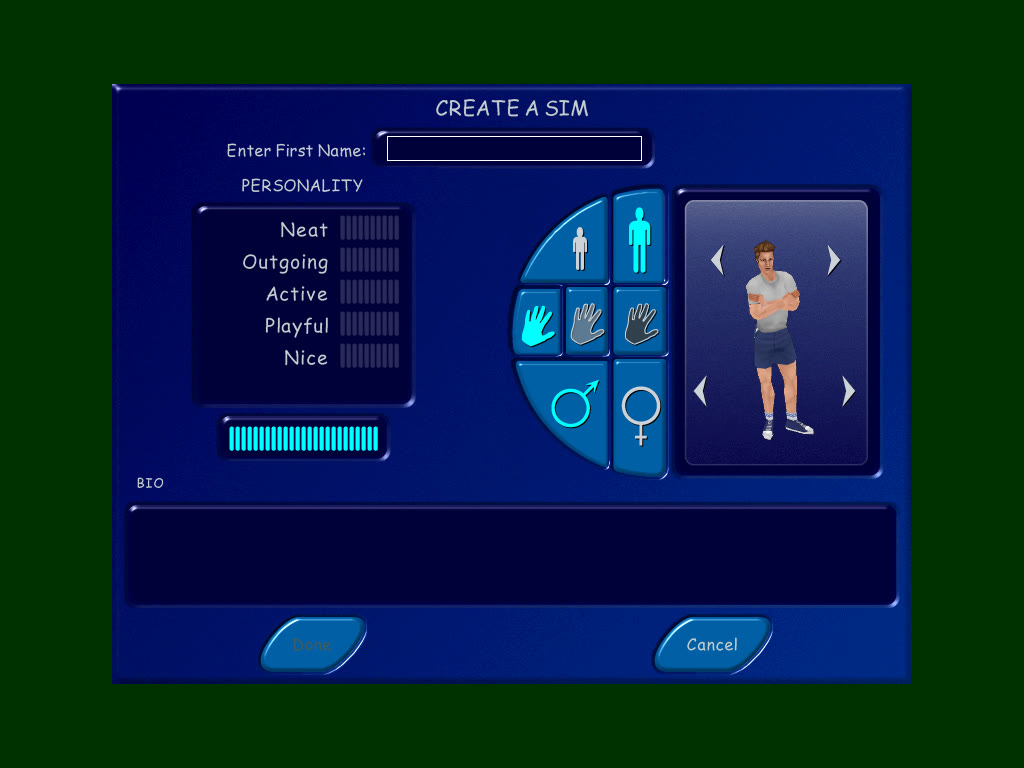 CREATE A SIM
Enter First Name:
PERSONALITY
Neat
Outgoing
Active
Playful
Nice
BIO
Done
Cancel